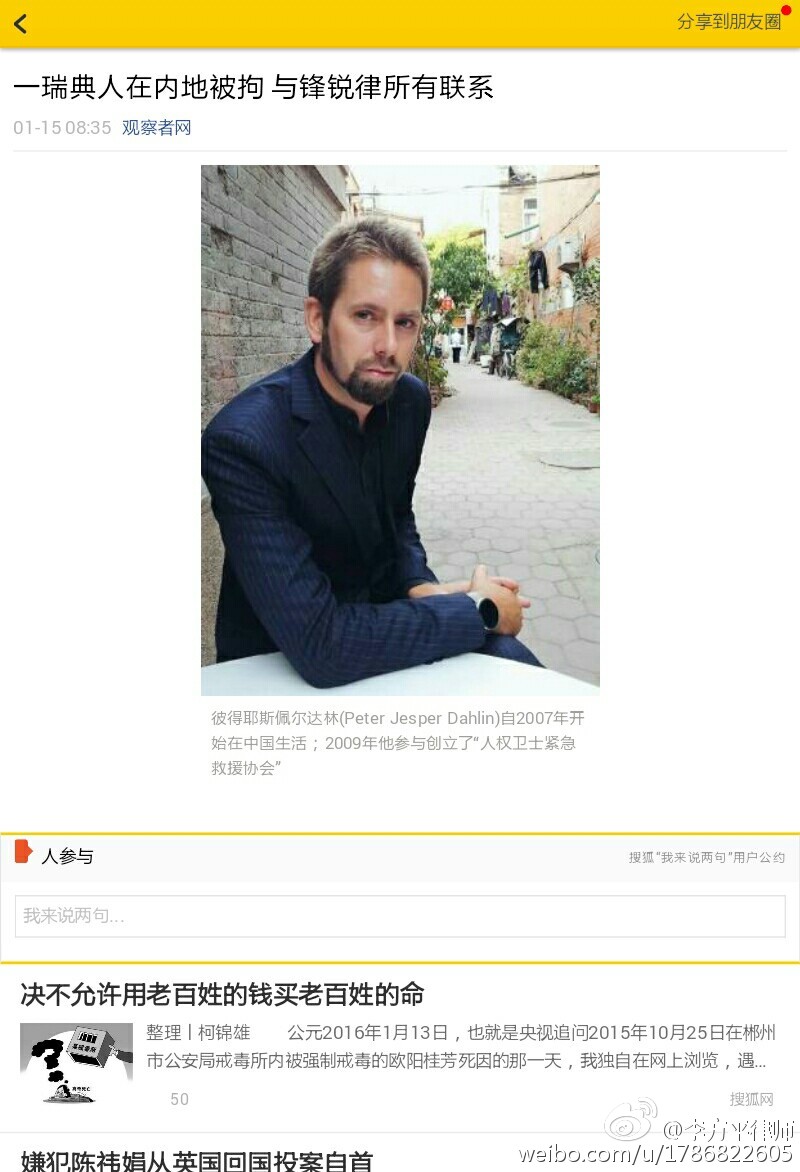 分享到朋友圈
一瑞典人在内地被拘 与锋锐律所有联系
01-15 08:35 观察者网
彼得耶斯佩尔达林(Peter Jesper Dahlin)自2007年开
始在中国生活；2009年他参与创立了“人权卫士紧急
救援协会”
人参与 搜狐“我来说两句”用户公约
我来说两句...
决不允许用老百姓的钱买老百姓的命
整理丨柯锦雄 公元2016年1月13日，也就是央视追问2015年10月25日在郴州
市公安局戒毒所内被强制戒毒的欧阳桂芳死因的那一天，我独自在网上浏览，遇...
50 搜狐网
@李方平律师
嫌犯陈祎娟从英国回国投案自首
weibo.com/u/1786822605